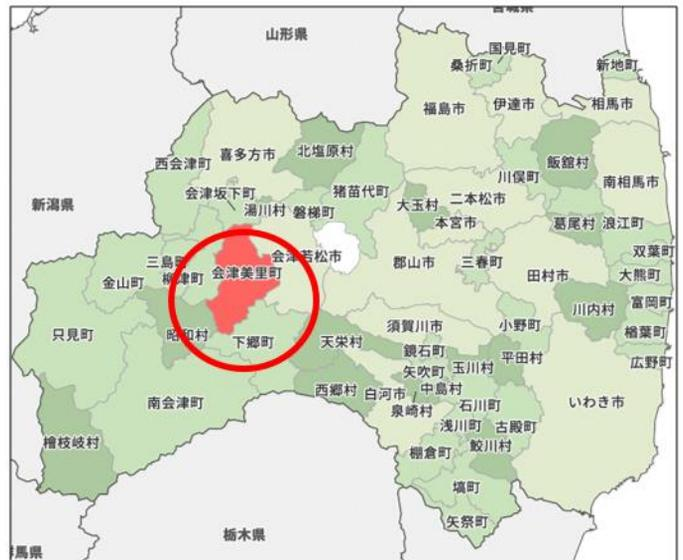 宮城県
山形県
国見町
桑折町
新地町
福島市
伊達市
相馬市
喜多方市
北塩原村
西会津町
飯舘村
川俣町
南相馬市
会津坂下町
猪苗代町
湯川村
磐梯町
大玉村
二本松市
本宮市
新潟県
葛尾村
浪江町
双葉町
三島町
会津若松市
郡山市
三春町
柳津町
会津美里町
田村市
大熊町
金山町
富岡町
川内村
只見町
昭和村
下郷町
天栄村
須賀川市
小野町
楢葉町
鏡石町
平田村
広野町
矢吹町
玉川村
南会津町
西郷村
白河市
中島村
泉崎村
石川町
いわき市
檜枝岐村
浅川町
古殿町
棚倉町
鮫川村
塙町
矢祭町
栃木県
馬県